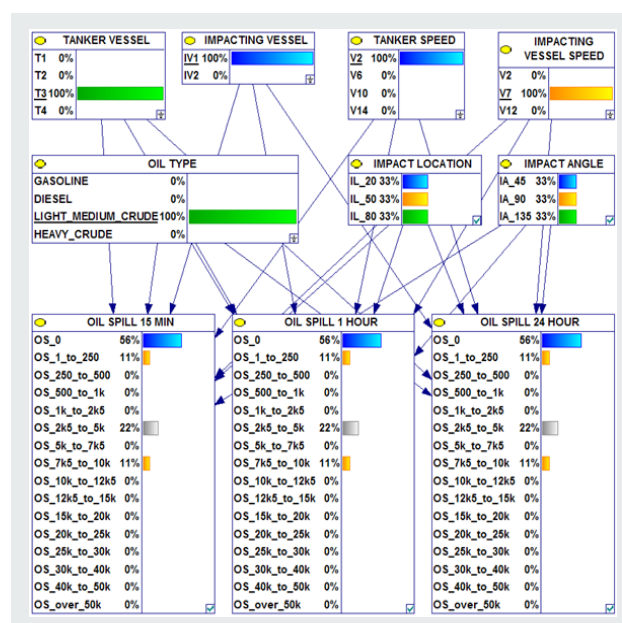 TANKER VESSEL
T1 0%
T2 0%
T3 100%
T4 0%
IMPACTING VESSEL
IV1 100%
IV2 0%
TANKER SPEED
V2 100%
V6 0%
V10 0%
V14 0%
IMPACTING
VESSEL SPEED
V2 0%
V7 100%
V12 0%
OIL TYPE
GASOLINE 0%
DIESEL 0%
LIGHT_MEDIUM_CRUDE 100%
HEAVY_CRUDE 0%
IMPACT LOCATION
IL_20 33%
IL_50 33%
IL_80 33%
IMPACT ANGLE
IA_45 33%
IA_90 33%
IA_135 33%
OIL SPILL 15 MIN
OS_0 56%
OS_1_to_250 11%
OS_250_to_500 0%
OS_500_to_1k 0%
OS_1k_to_2k5 0%
OS_2k5_to_5k 22%
OS_5k_to_7k5 0%
OS_7k5_to_10k 11%
OS_10k_to_12k5 0%
OS_12k5_to_15k 0%
OS_15k_to_20k 0%
OS_20k_to_25k 0%
OS_25k_to_30k 0%
OS_30k_to_40k 0%
OS_40k_to_50k 0%
OS_over_50k 0%
OIL SPILL 1 HOUR
OS_0 56%
OS_1_to_250 11%
OS_250_to_500 0%
OS_500_to_1k 0%
OS_1k_to_2k5 0%
OS_2k5_to_5k 22%
OS_5k_to_7k5 0%
OS_7k5_to_10k 11%
OS_10k_to_12k5 0%
OS_12k5_to_15k 0%
OS_15k_to_20k 0%
OS_20k_to_25k 0%
OS_25k_to_30k 0%
OS_30k_to_40k 0%
OS_40k_to_50k 0%
OS_over_50k 0%
OIL SPILL 24 HOUR
OS_0 56%
OS_1_to_250 11%
OS_250_to_500 0%
OS_500_to_1k 0%
OS_1k_to_2k5 0%
OS_2k5_to_5k 22%
OS_5k_to_7k5 0%
OS_7k5_to_10k 11%
OS_10k_to_12k5 0%
OS_12k5_to_15k 0%
OS_15k_to_20k 0%
OS_20k_to_25k 0%
OS_25k_to_30k 0%
OS_30k_to_40k 0%
OS_40k_to_50k 0%
OS_over_50k 0%